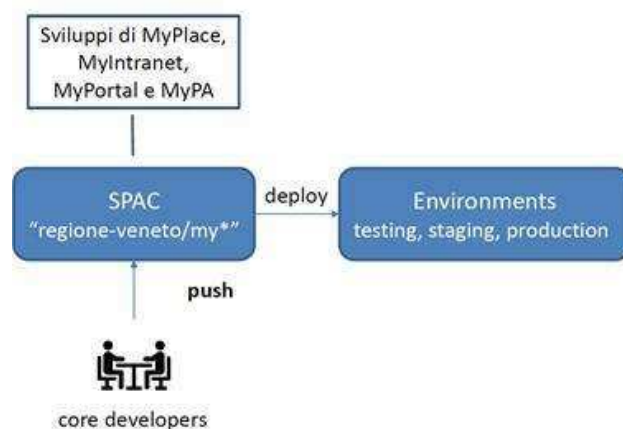 Sviluppi di MyPlace,
MyIntranet,
MyPortal e MyPA
SPAC
"regione-veneto/my*"
deploy
Environments
testing, staging, production
push
core developers